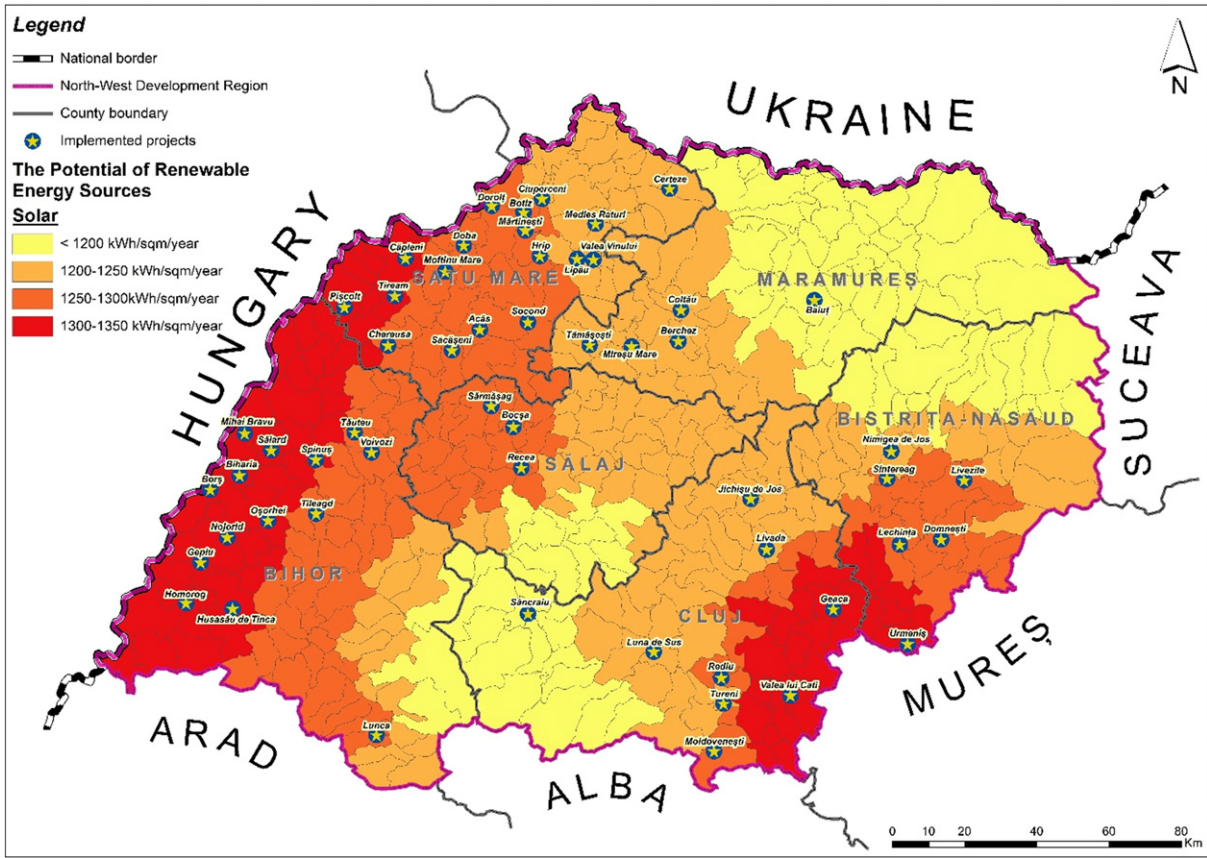 Legend
National border
North-West Development Region
County boundary
Implemented projects
The Potential of Renewable
Energy Sources
Solar
< 1200 kWh/sqm/year
1200-1250 kWh/sqm/year
1250-1300kWh/sqm/year
1300-1350 kWh/sqm/year
N
UKRAINE
HUNGARY
SUCEAVA
MUREȘ
ALBA
ARAD
SATU MARE
MARAMUREȘ
BISTRIȚA-NĂSĂUD
SĂLAJ
BIHOR
CLUJ
Certeze
Ciuperceni
Dorolț
Botiz
Mărtinești
Medieș Raturi
Doba
Hrip
Valea Vinului
Lipău
Căpleni
Moftinu Mare
Tiream
Pișcolt
Coltău
Băiuț
Socond
Acâș
Chereușa
Săcășeni
Tămășești
Mireșu Mare
Berchez
Sărmășag
Bocșa
Recea
Mihai Bravu
Sălard
Spinuș
Tăuteu
Voivozi
Biharia
Borș
Oșorhei
Tileagd
Nojorid
Gepiu
Homorog
Husasău de Tinca
Lunca
Nimigea de Jos
Sintereag
Livezile
Jichișu de Jos
Livada
Lechința
Domnești
Sâncraiu
Geaca
Urmeniș
Luna de Sus
Rediu
Tureni
Valea lui Cati
Moldovenești
0 10 20 40 60 80
Km